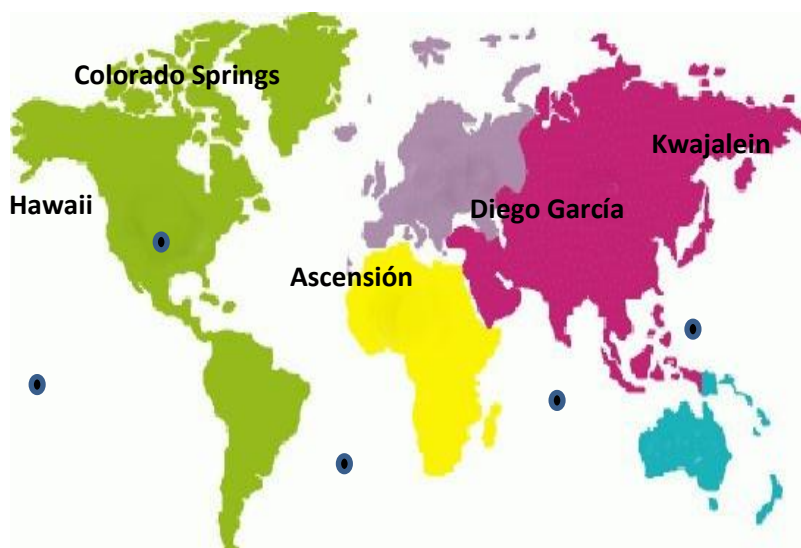 Colorado Springs
Kwajalein
Hawaii
Diego García
Ascensión